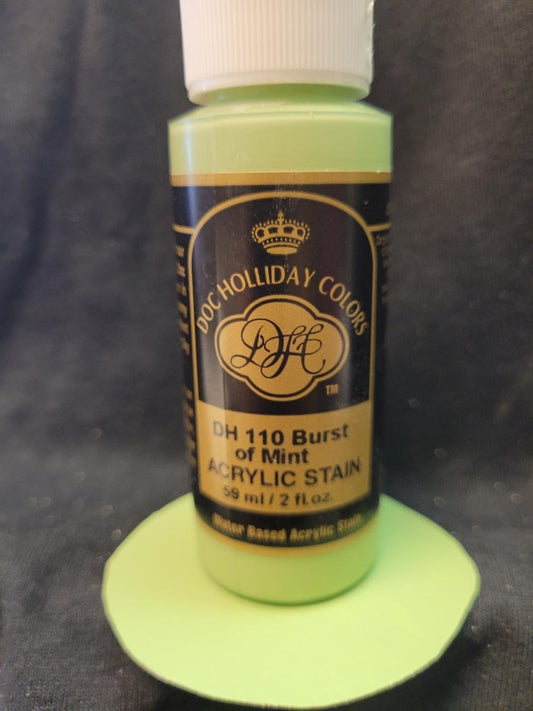 DOC HOLLIDAY COLORS
DH
TM
DH 110 Burst
of Mint
ACRYLIC STAIN
59 ml / 2 fl.oz.
Water Based Acrylic Stain